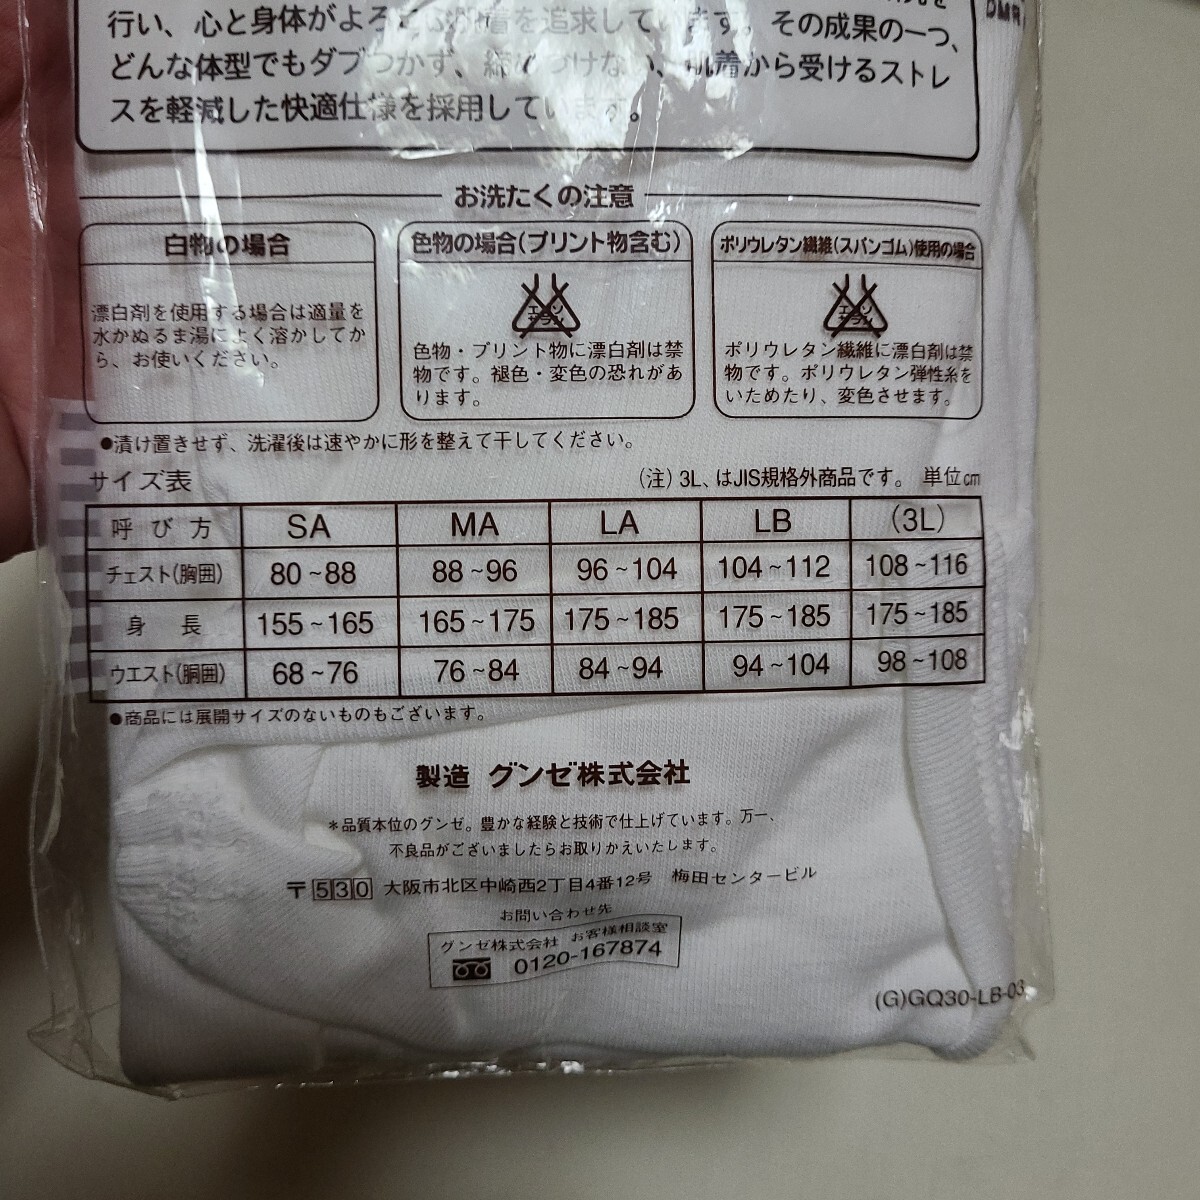 行い、心と身体がよろこぶ肌着を追求しています。その成果の一つ、
どんな体型でもダブつかず、締めつけない、肌着から受けるストレ
スを軽減した快適仕様を採用しています。
お洗たくの注意
白物の場合
漂白剤を使用する場合は適量を
水かぬるま湯によく溶かしてか
ら、お使いください。
色物の場合(プリント物含む)
エンソ
サラシ
色物・プリント物に漂白剤は禁
物です。褪色・変色の恐れがあ
ります。
ポリウレタン繊維(スパンゴム)使用の場合
エンソ
サラシ
ポリウレタン繊維に漂白剤は禁
物です。ポリウレタン弾性糸を
いためたり、変色させます。
●漬け置きせず、洗濯後は速やかに形を整えて干してください。
サイズ表 (注)3L、はJIS規格外商品です。 単位cm
呼び方 SA MA LA LB (3L)
チェスト(胸囲) 80~88 88~96 96~104 104~112 108~116
身長 155~165 165~175 175~185 175~185 175~185
ウエスト(胴囲) 68~76 76~84 84~94 94~104 98~108
●商品には展開サイズのないものもございます。
製造 グンゼ株式会社
*品質本位のグンゼ。豊かな経験と技術で仕上げています。万一、
不良品がございましたらお取りかえいたします。
〒530 大阪市北区中崎西2丁目4番12号 梅田センタービル
お問い合わせ先
グンゼ株式会社 お客様相談室
0120-167874
(G)GQ30-LB-03